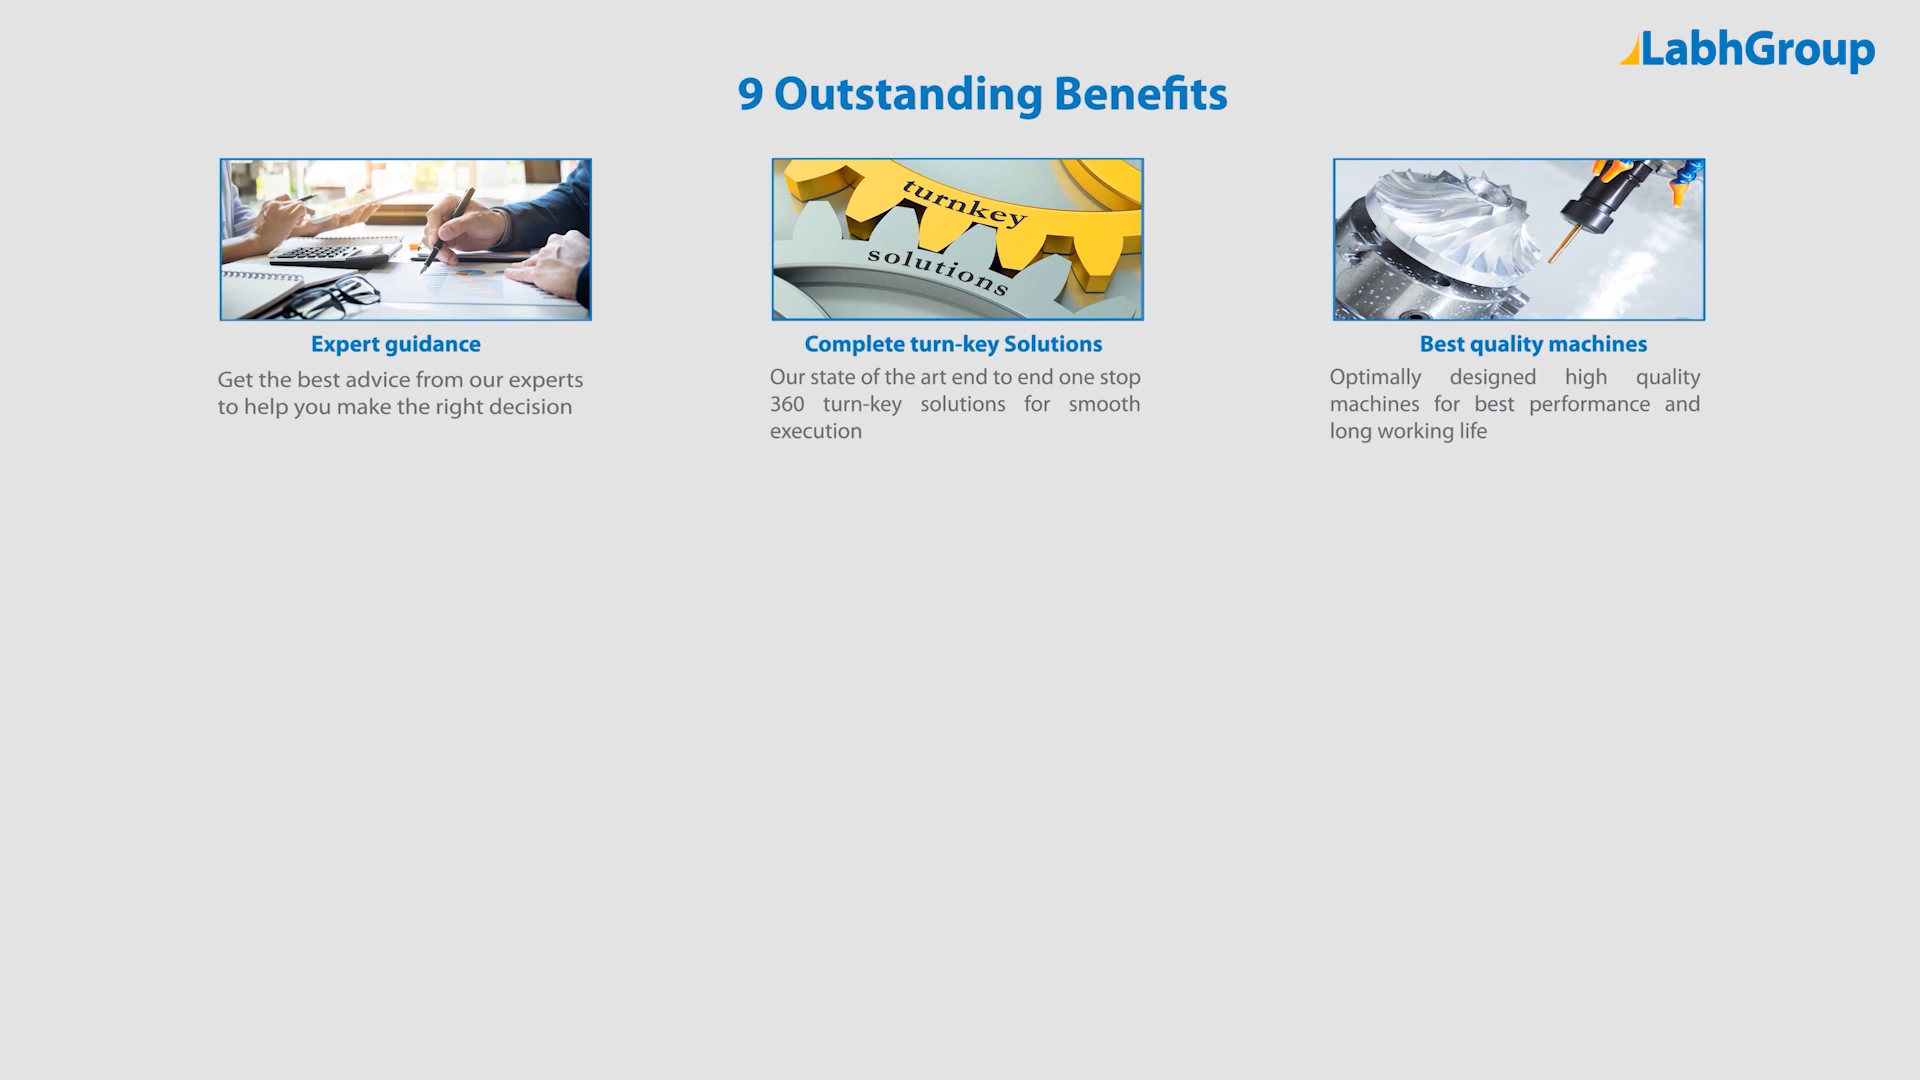 LabhGroup
9 Outstanding Benefits
turnkey
solutions
Expert guidance
Get the best advice from our experts
to help you make the right decision
Complete turn-key Solutions
Our state of the art end to end one stop
360 turn-key solutions for smooth
execution
Best quality machines
Optimally designed high quality
machines for best performance and
long working life